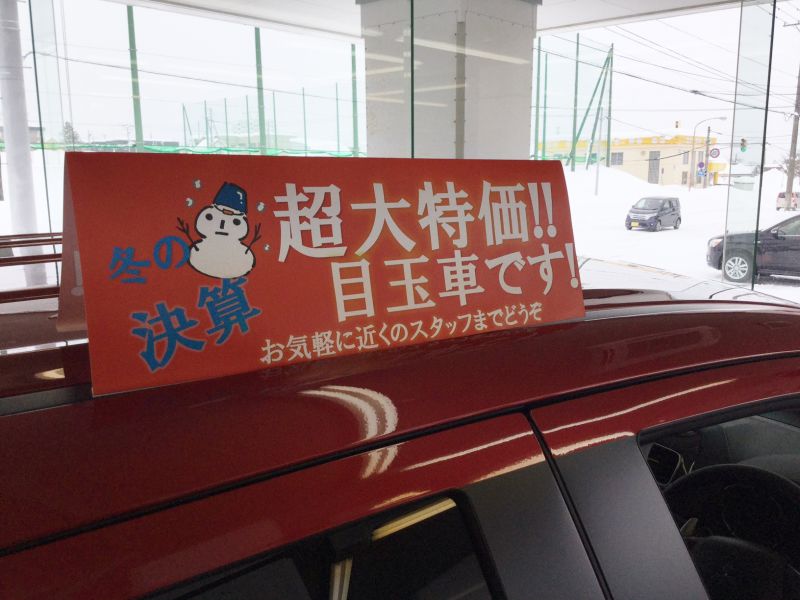 冬の
決算
超大特価!!
目玉車です!
お気軽に近くのスタッフまでどうぞ